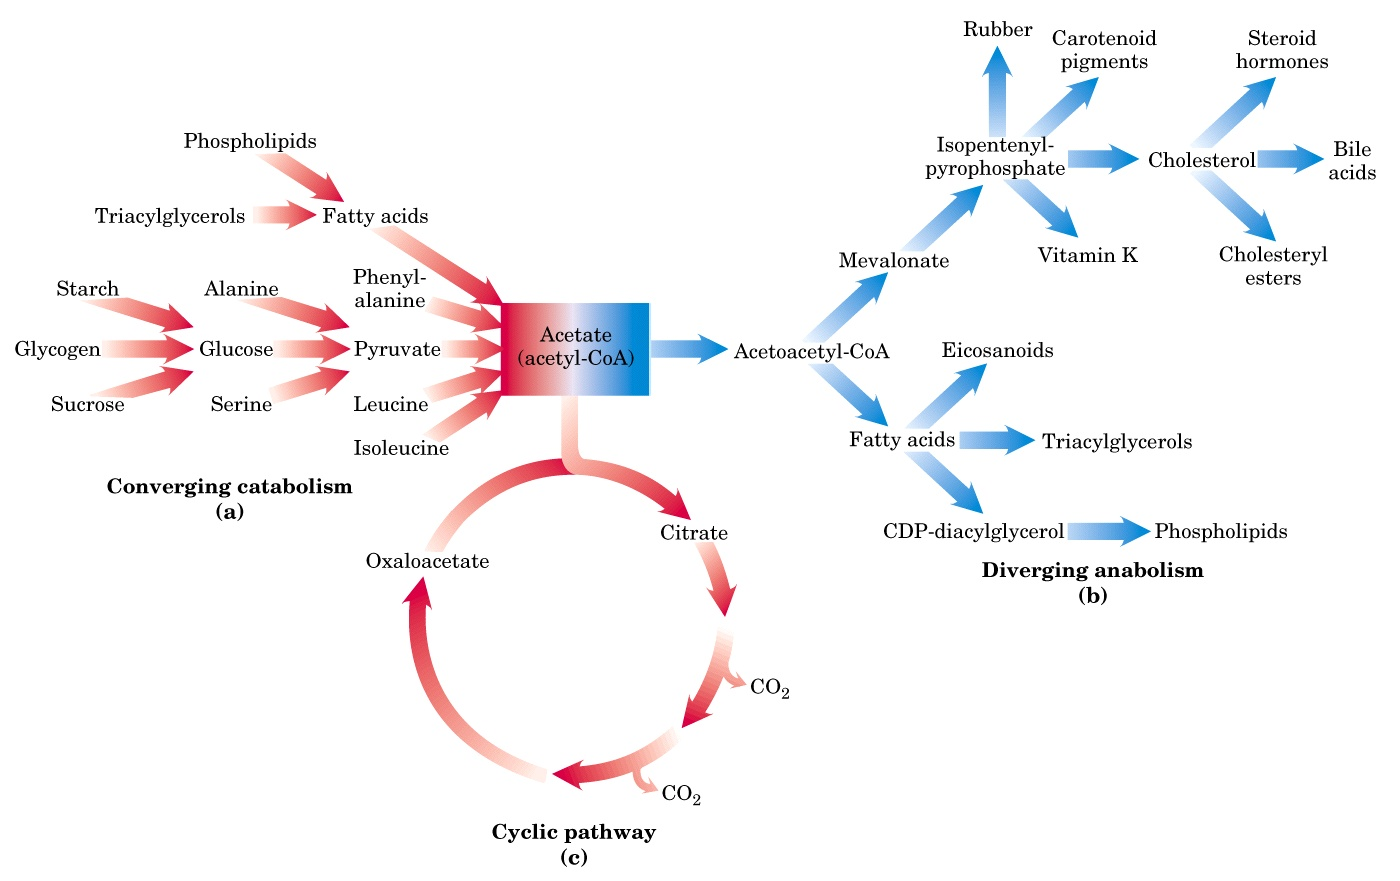 Phospholipids
Triacylglycerols
Fatty acids
Starch
Alanine
Phenyl-
alanine
Glycogen
Glucose
Pyruvate
Sucrose
Serine
Leucine
Isoleucine
Converging catabolism
(a)
Acetate
(acetyl-CoA)
Acetoacetyl-CoA
Mevalonate
Isopentenyl-
pyrophosphate
Rubber
Carotenoid
pigments
Vitamin K
Cholesterol
Steroid
hormones
Bile
acids
Cholesteryl
esters
Eicosanoids
Fatty acids
Triacylglycerols
CDP-diacylglycerol
Phospholipids
Diverging anabolism
(b)
Citrate
Oxaloacetate
CO₂
CO₂
Cyclic pathway
(c)